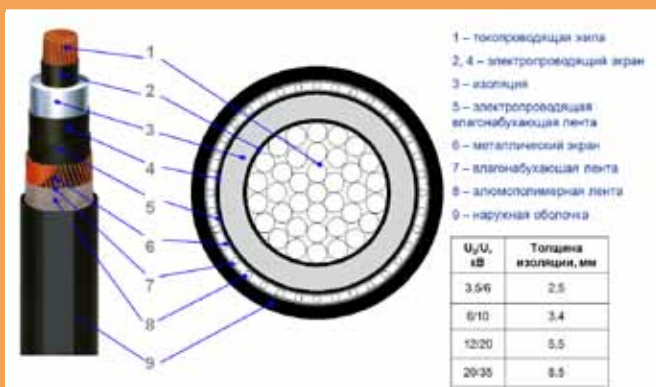 1
2
3
4
5
6
7
8
9
1 – токопроводящая жила
2, 4 – электропроводящий экран
3 – изоляция
5 – электропроводящая
влагонабухающая лента
6 – металлический экран
7 – влагонабухающая лента
8 – алюмополимерная лента
9 – наружная оболочка
U₀/U, кВ
Толщина изоляции, мм
3.5/6 2.5
6/10 3.4
12/20 5.5
20/35 8.5